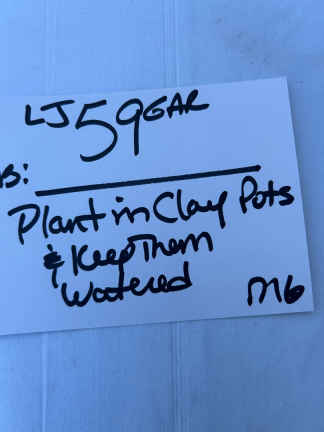 LJ59GAR
Plant in Clay Pots
& Keep Them
Watered
M6